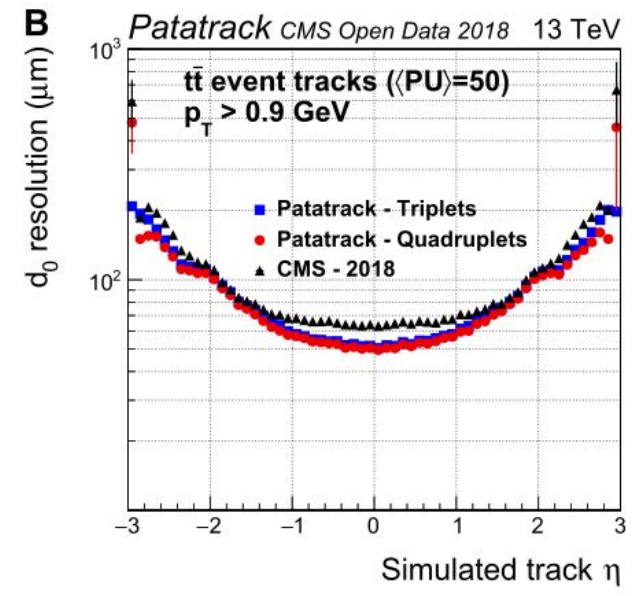 B
Patatrack CMS Open Data 2018 13 TeV
10³
tt̄ event tracks (⟨PU⟩=50)
p_T > 0.9 GeV
d₀ resolution (μm)
Patatrack - Triplets
Patatrack - Quadruplets
CMS - 2018
10²
−3 −2 −1 0 1 2 3
Simulated track η